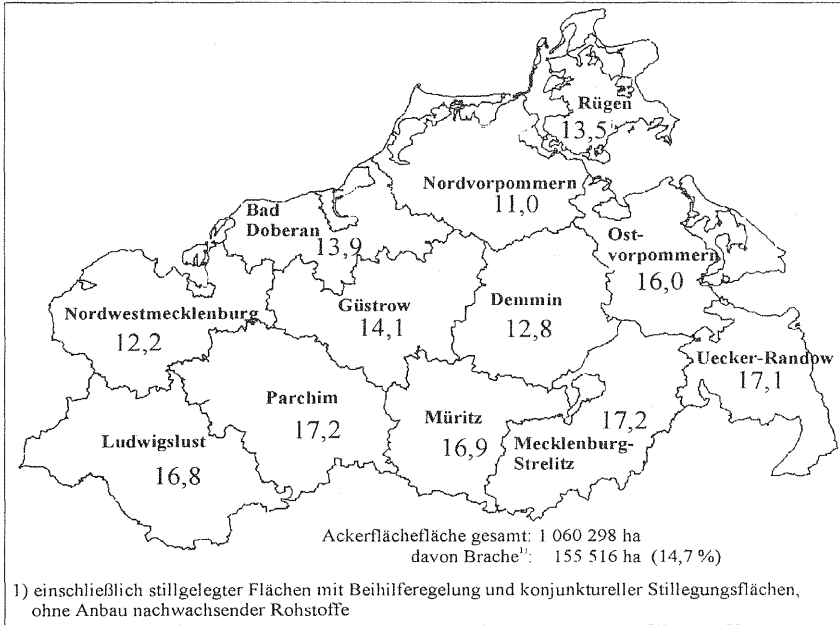 Rügen
13,5
Nordvorpommern
11,0
Bad
Doberan
13,9
Ost-
vorpommern
16,0
Nordwestmecklenburg
12,2
Güstrow
14,1
Demmin
12,8
Uecker-Randow
17,1
Parchim
17,2
Müritz
16,9
17,2
Mecklenburg-
Strelitz
Ludwigslust
16,8
Ackerflächefläche gesamt: 1 060 298 ha
davon Brache¹⁾: 155 516 ha (14,7 %)
1) einschließlich stillgelegter Flächen mit Beihilferegelung und konjunktureller Stillegungsflächen,
ohne Anbau nachwachsender Rohstoffe